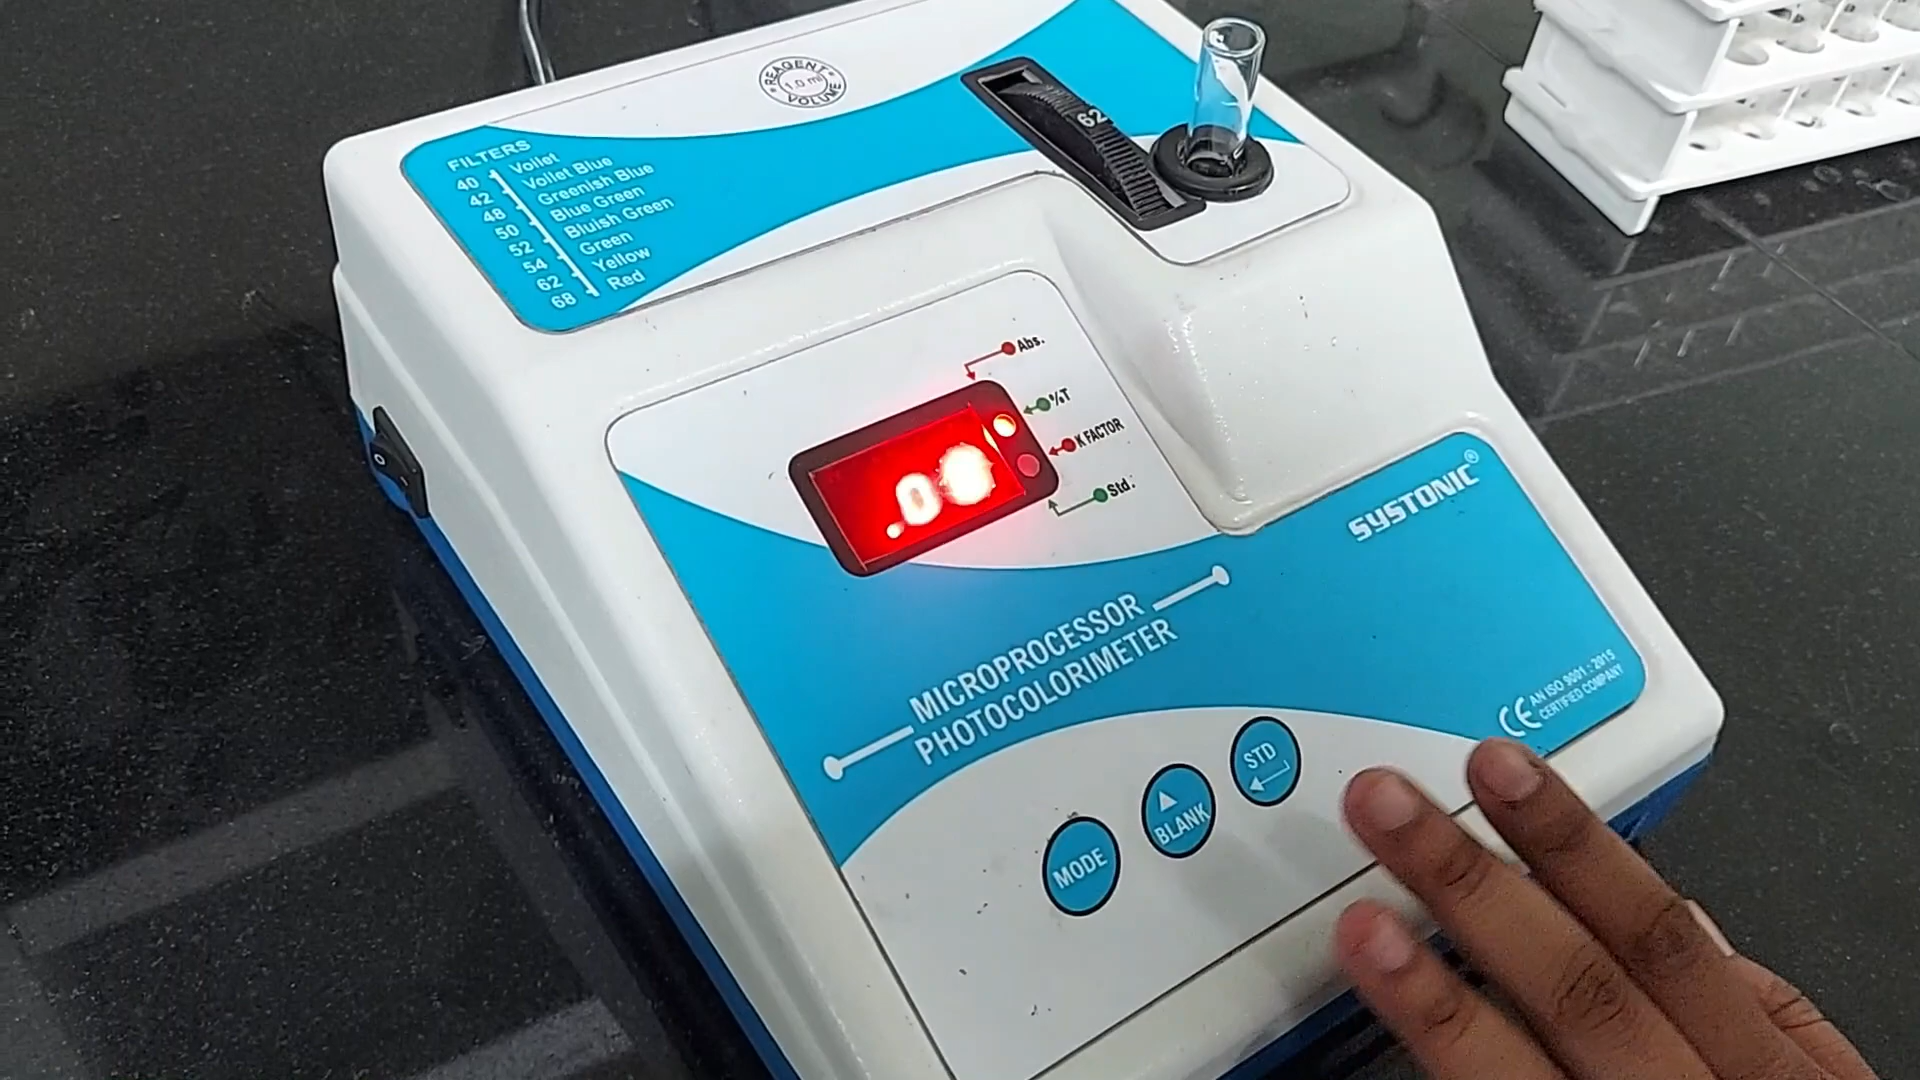 REAGENT
1.0 ml
VOLUME
62
FILTERS
40 Voilet
42 Voilet Blue
48 Greenish Blue
50 Blue Green
52 Bluish Green
54 Green
62 Yellow
68 Red
Abs.
%T
K FACTOR
Std.
SYSTONIC®
MICROPROCESSOR
PHOTOCOLORIMETER
CE AN ISO 9001 : 2015
CERTIFIED COMPANY
STD
BLANK
MODE